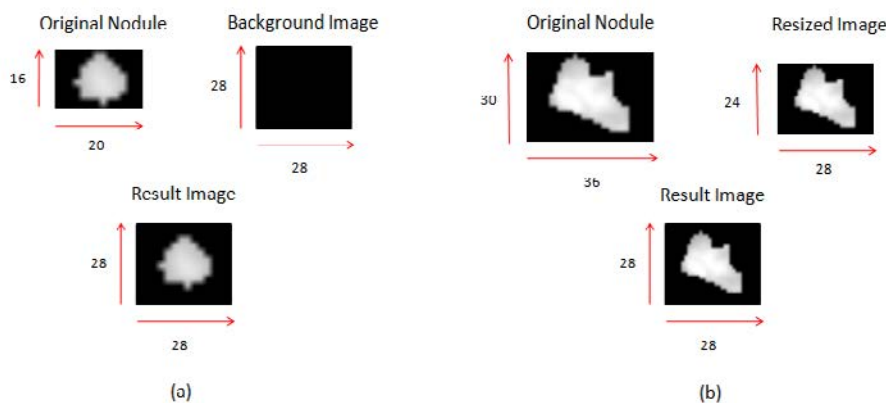 Original Nodule
Background Image
16
20
28
28
Result Image
28
28
(a)
Original Nodule
Resized Image
30
36
24
28
Result Image
28
28
(b)